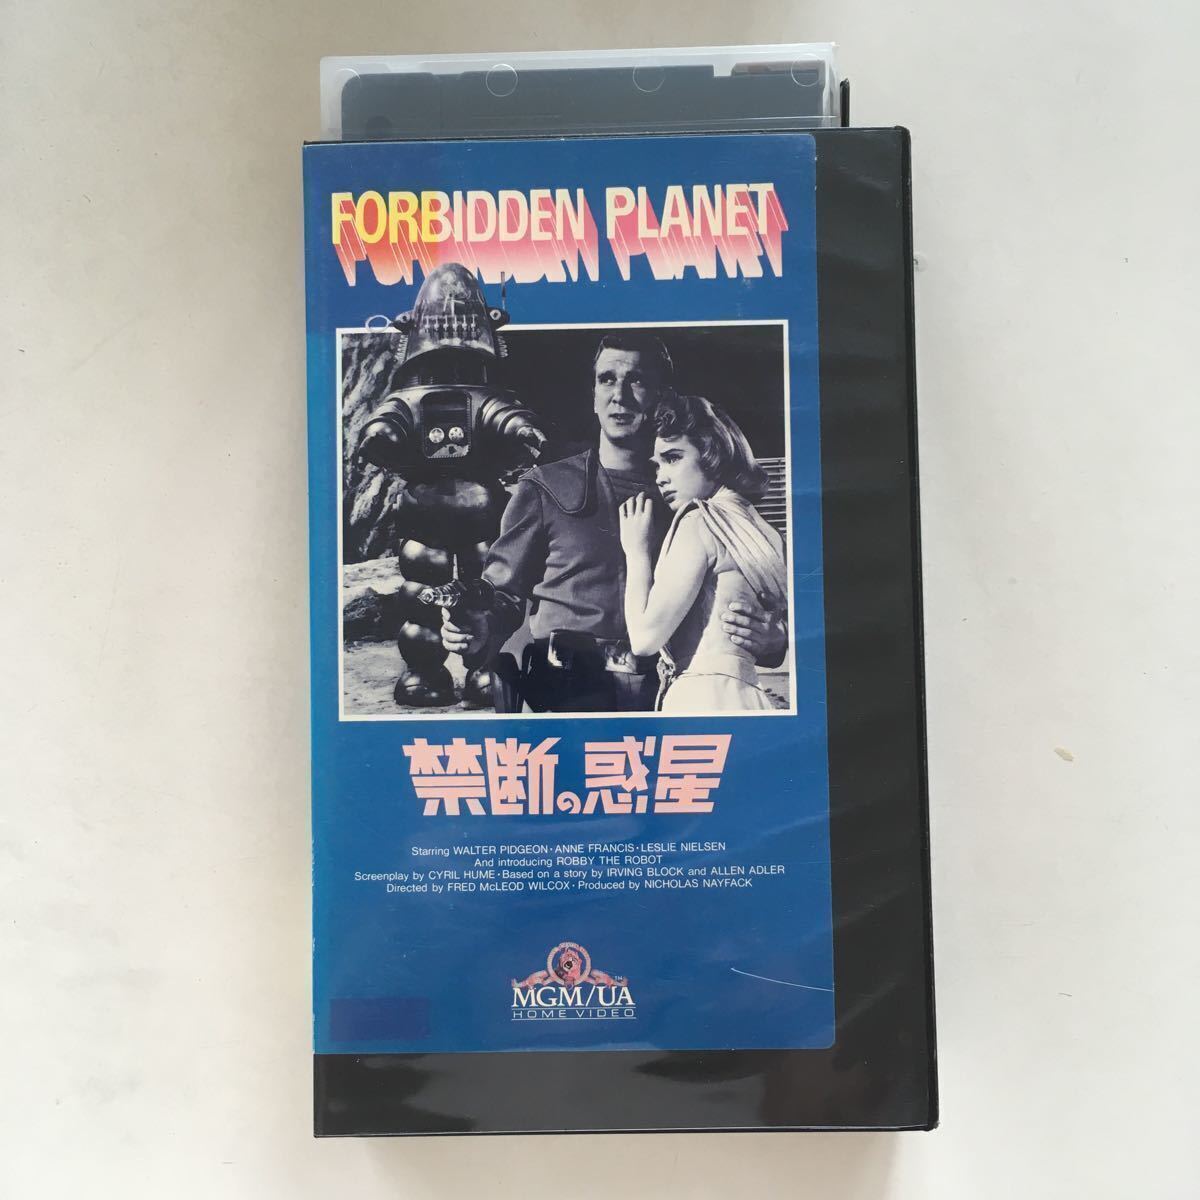 FORBIDDEN PLANET
禁断の惑星
Starring WALTER PIDGEON・ANNE FRANCIS・LESLIE NIELSEN
And introducing ROBBY THE ROBOT
Screenplay by CYRIL HUME・Based on a story by IRVING BLOCK and ALLEN ADLER
Directed by FRED McLEOD WILCOX・Produced by NICHOLAS NAYFACK
TM
MGM/UA
HOME VIDEO